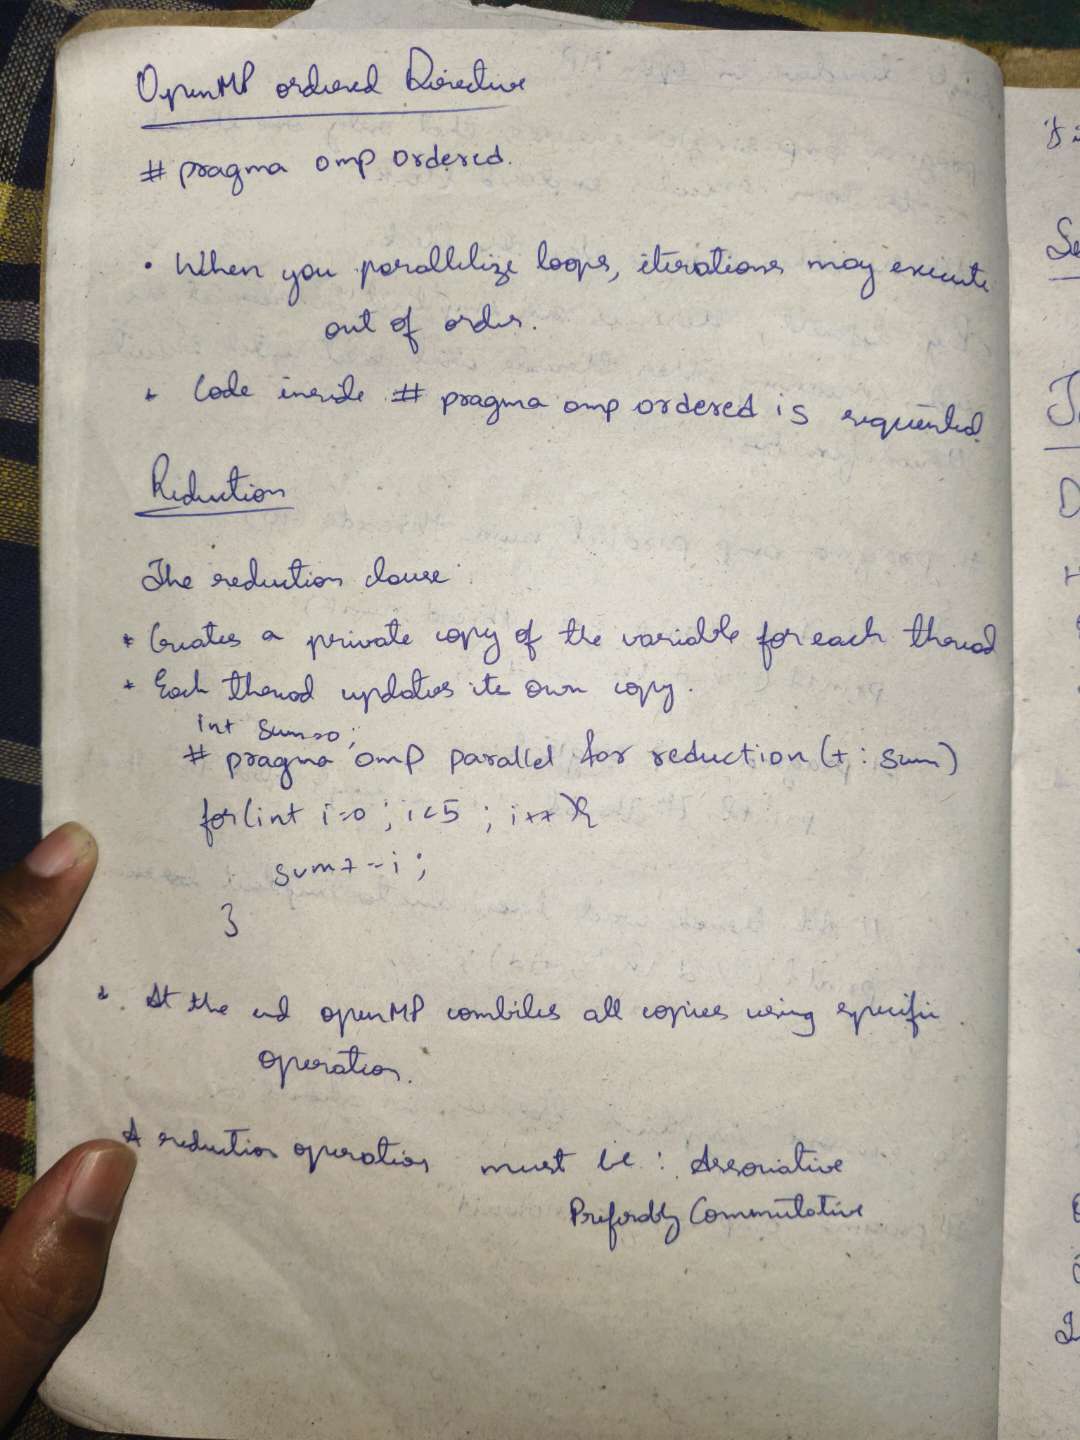 OpenMP ordered Directive
# pragma omp ordered.
• When you parallelize loops, iterations may execute
out of order.
* Code inside # pragma omp ordered is sequential.
Reduction
The reduction clause
* Creates a private copy of the variable for each thread
* Each thread updates its own copy.
int sum=0;
# pragma omp parallel for reduction (+ : sum)
for(int i=0 ; i<5 ; i++){
sum+=i;
}
* At the end openMP combiles all copies using specific
operation.
A reduction operation must be : Associative
Preferably Commutative